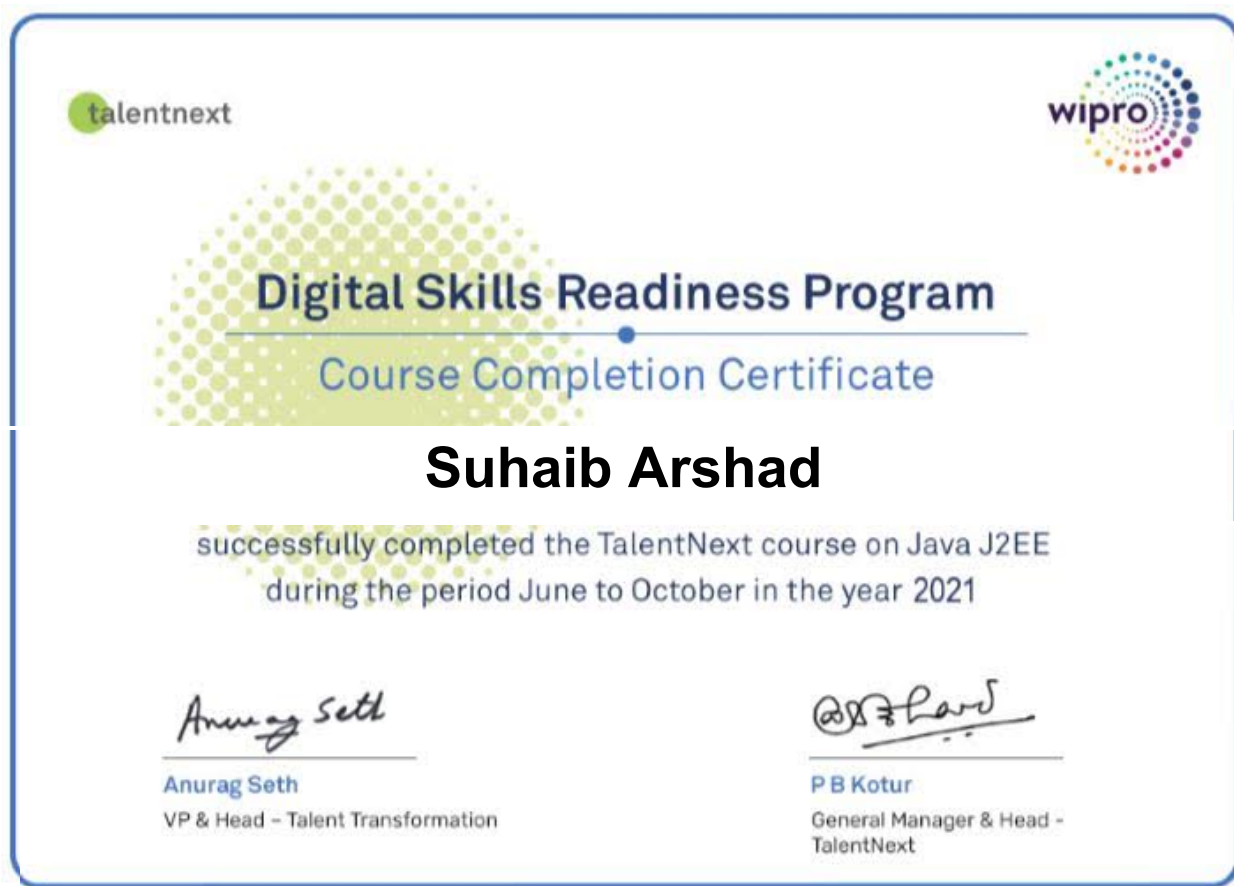 talentnext
wipro
Digital Skills Readiness Program
Course Completion Certificate
Suhaib Arshad
successfully completed the TalentNext course on Java J2EE
during the period June to October in the year 2021
Anurag Seth
Anurag Seth
P B Kotur
VP & Head – Talent Transformation
General Manager & Head -
TalentNext